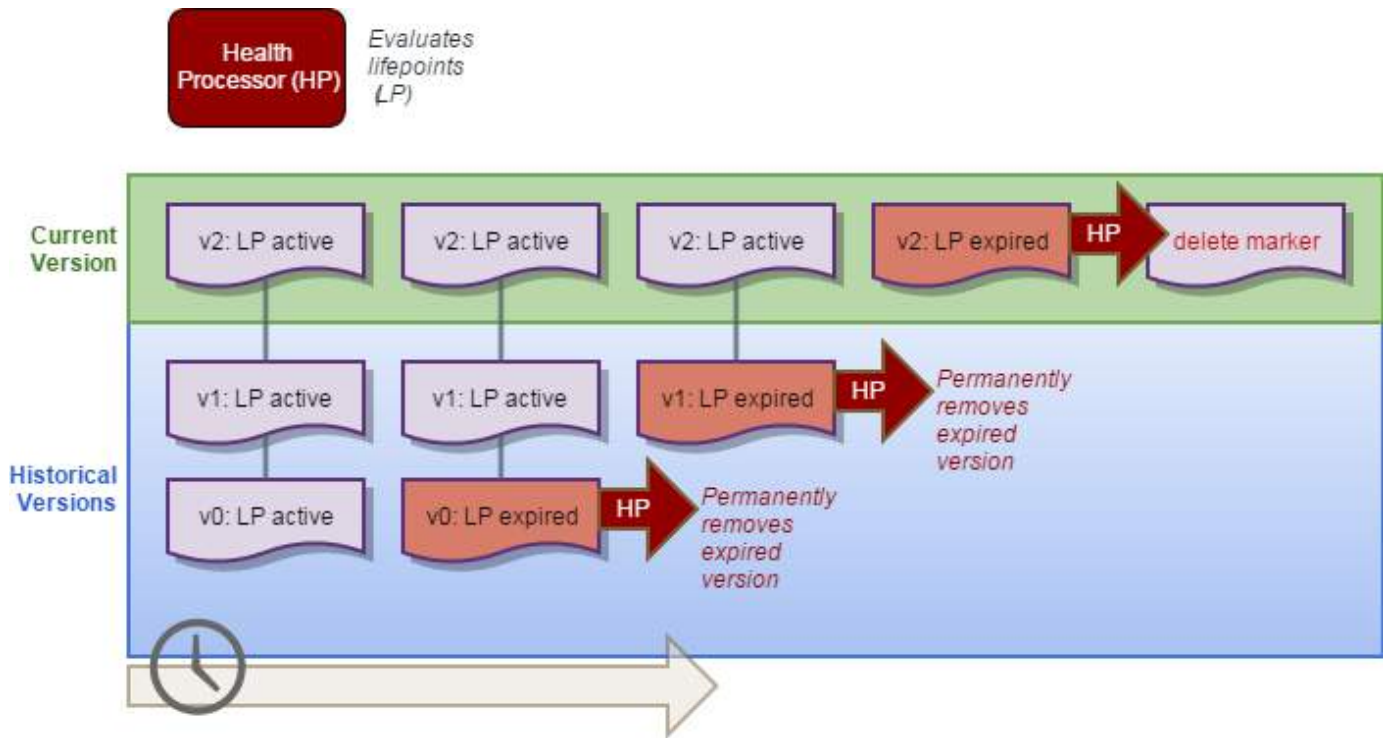 Health
Processor (HP)
Evaluates
lifepoints
(LP)
Current
Version
v2: LP active
v2: LP active
v2: LP active
v2: LP expired
HP
delete marker
Historical
Versions
v1: LP active
v1: LP active
v1: LP expired
HP
Permanently
removes
expired
version
v0: LP active
v0: LP expired
HP
Permanently
removes
expired
version